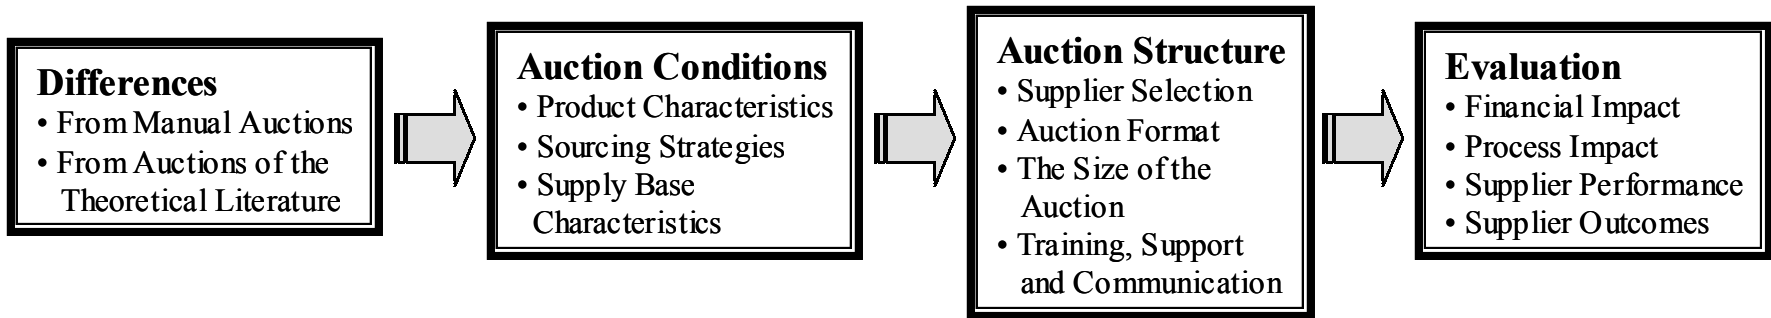 Differences
• From Manual Auctions
• From Auctions of the
Theoretical Literature
Auction Conditions
• Product Characteristics
• Sourcing Strategies
• Supply Base
Characteristics
Auction Structure
• Supplier Selection
• Auction Format
• The Size of the
Auction
• Training, Support
and Communication
Evaluation
• Financial Impact
• Process Impact
• Supplier Performance
• Supplier Outcomes